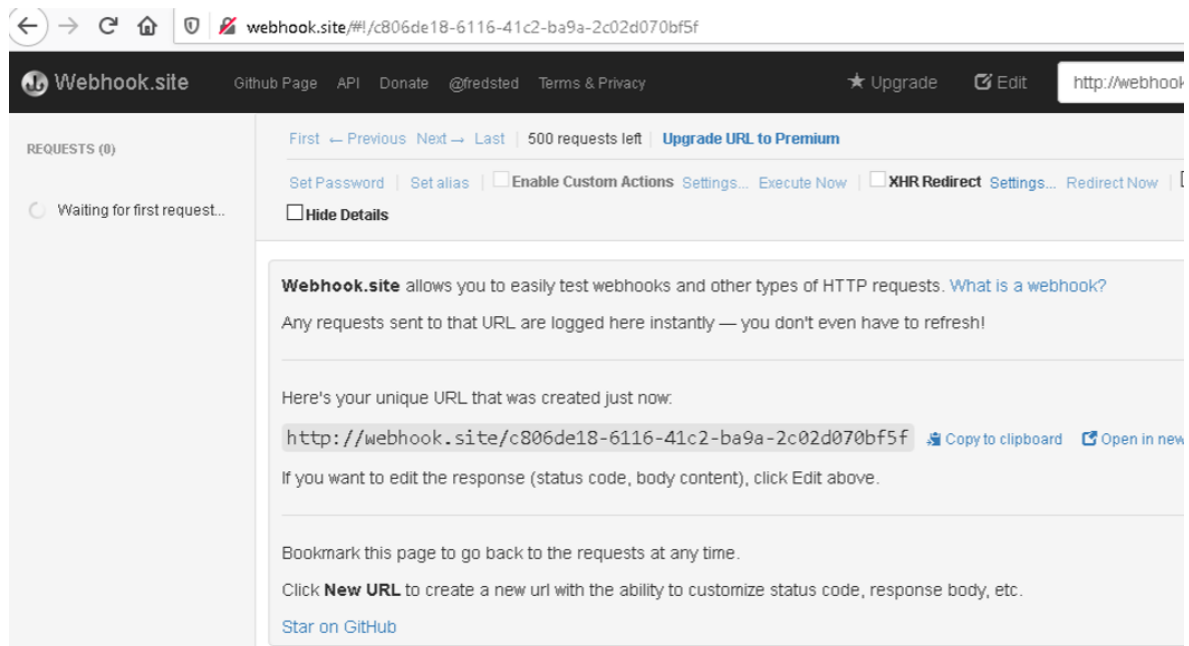 webhook.site/#!/c806de18-6116-41c2-ba9a-2c02d070bf5f
Webhook.site Github Page API Donate @fredsted Terms & Privacy Upgrade Edit http://webhook
REQUESTS (0)
Waiting for first request...
First ← Previous Next → Last 500 requests left Upgrade URL to Premium
Set Password Set alias Enable Custom Actions Settings... Execute Now XHR Redirect Settings... Redirect Now
Hide Details
Webhook.site allows you to easily test webhooks and other types of HTTP requests. What is a webhook?
Any requests sent to that URL are logged here instantly — you don't even have to refresh!
Here's your unique URL that was created just now:
http://webhook.site/c806de18-6116-41c2-ba9a-2c02d070bf5f Copy to clipboard Open in new
If you want to edit the response (status code, body content), click Edit above.
Bookmark this page to go back to the requests at any time.
Click New URL to create a new url with the ability to customize status code, response body, etc.
Star on GitHub